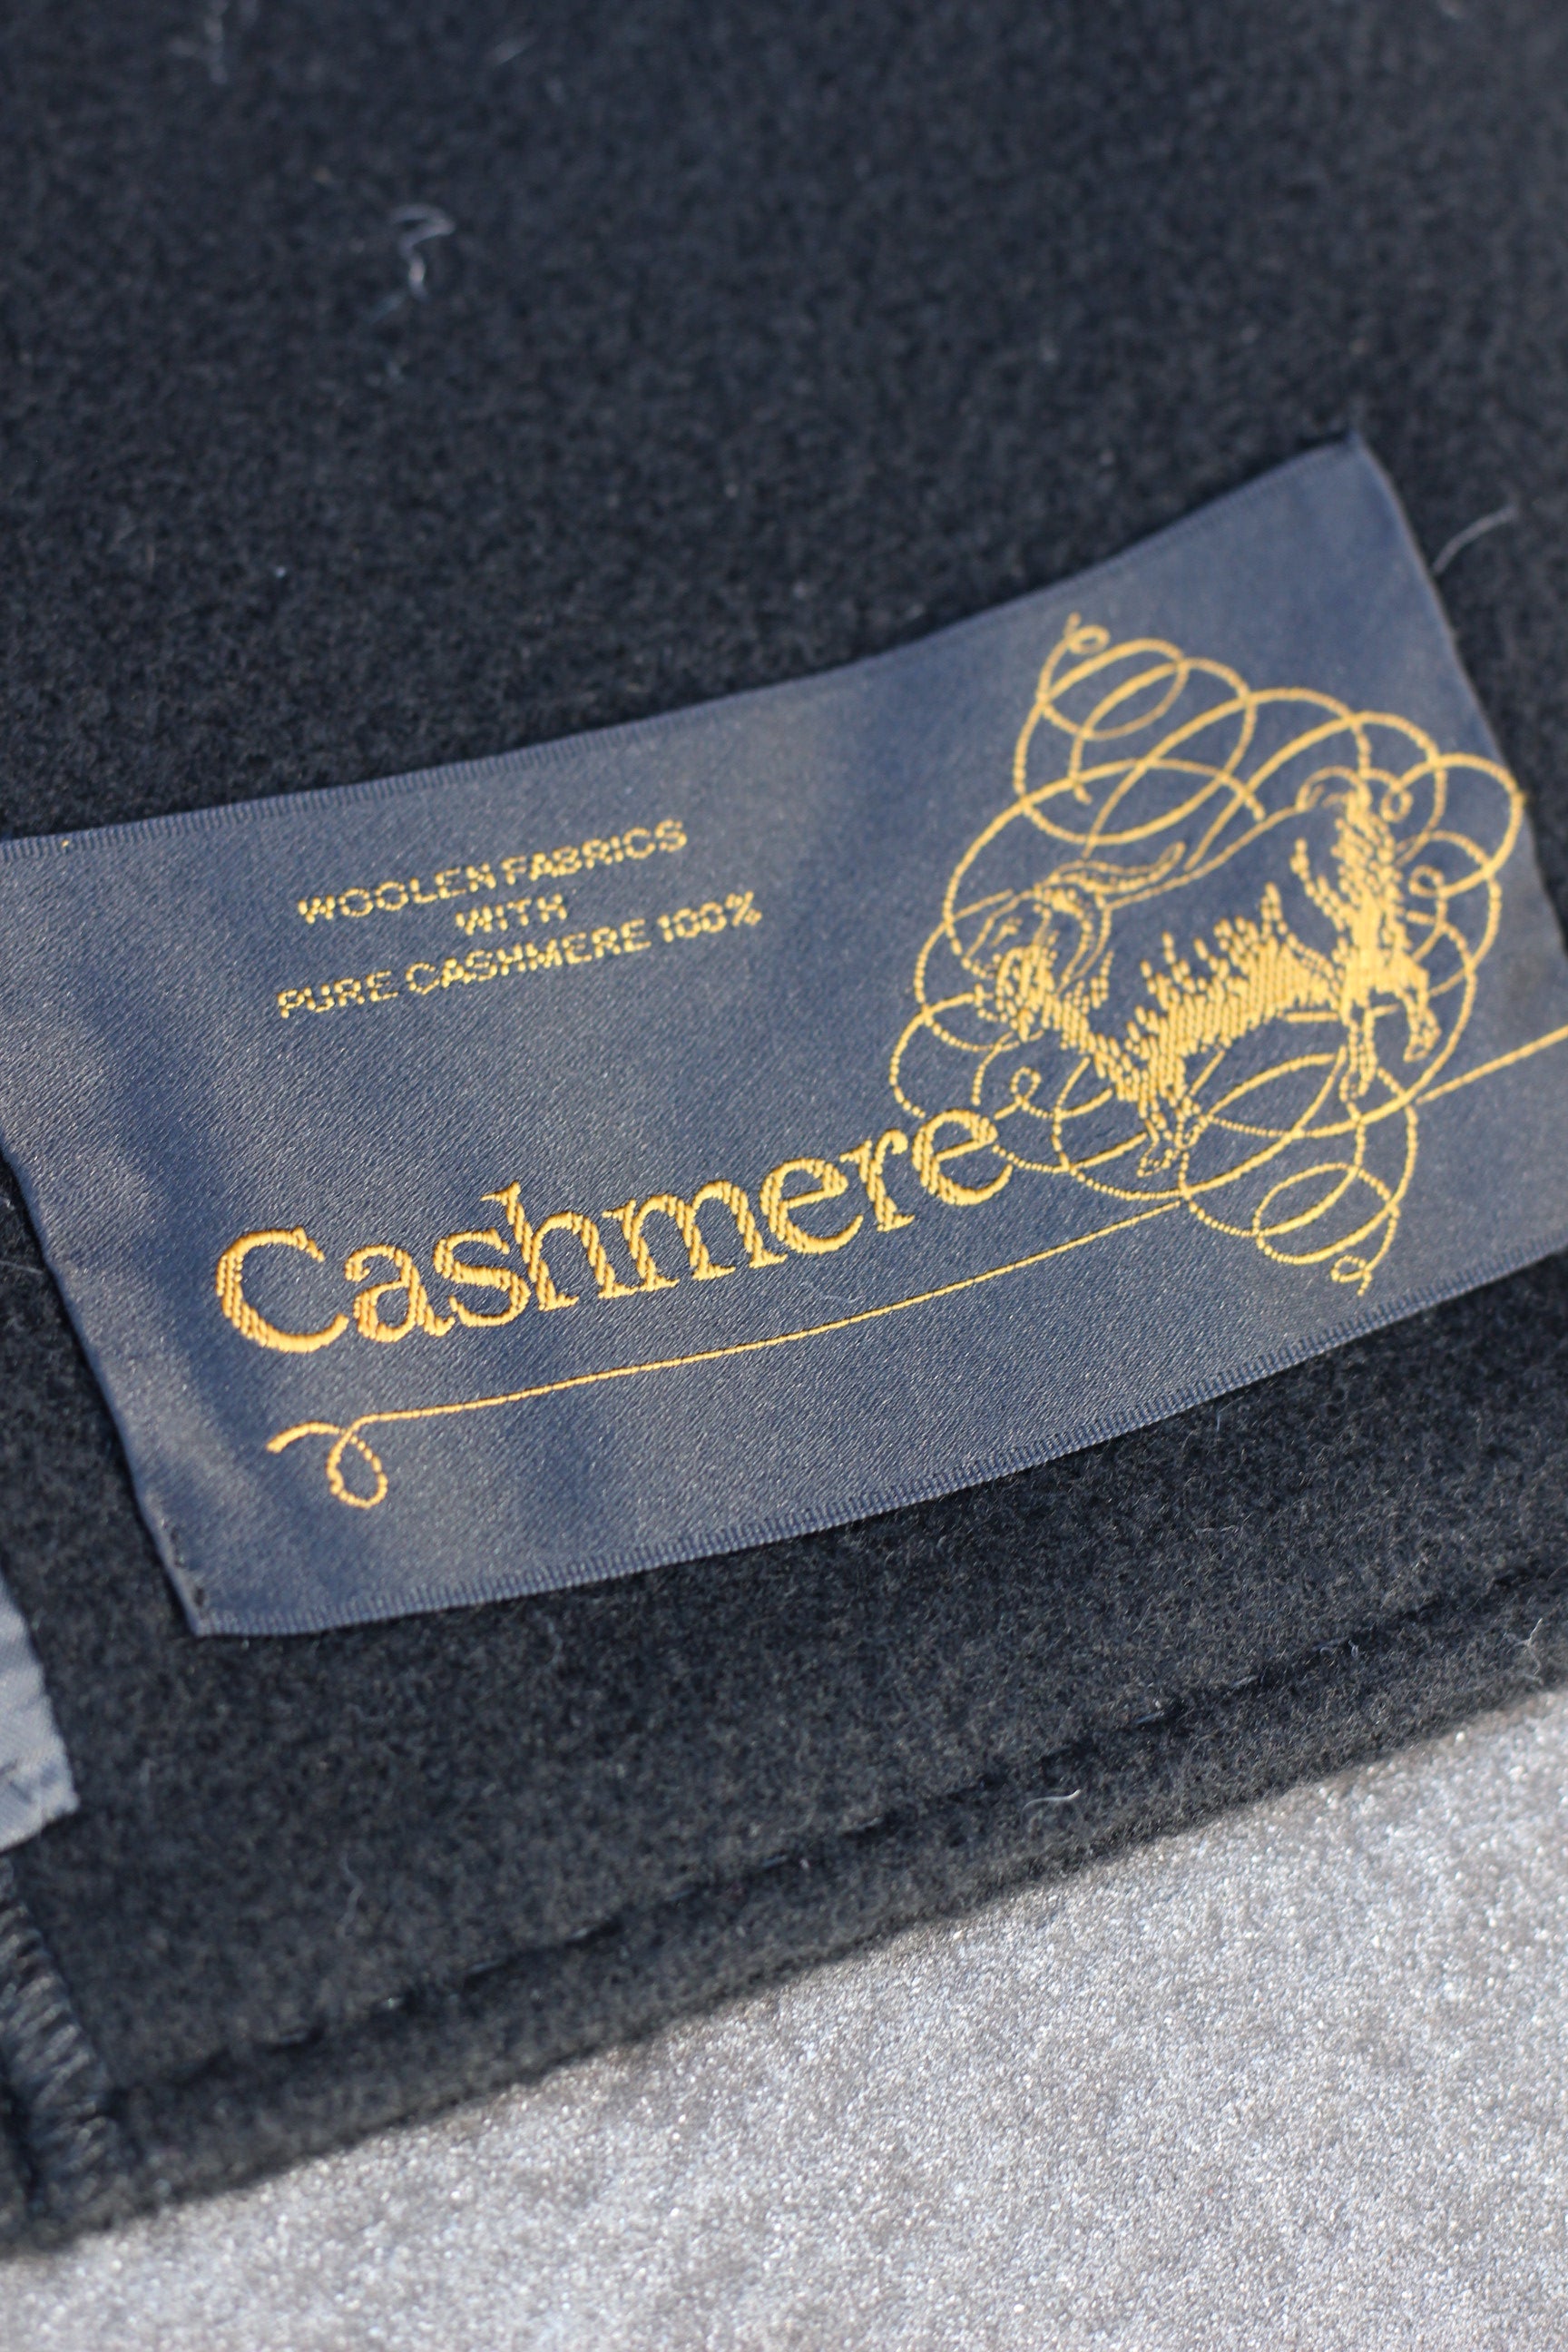 WOOLEN FABRICS
WITH
PURE CASHMERE 100%
Cashmere